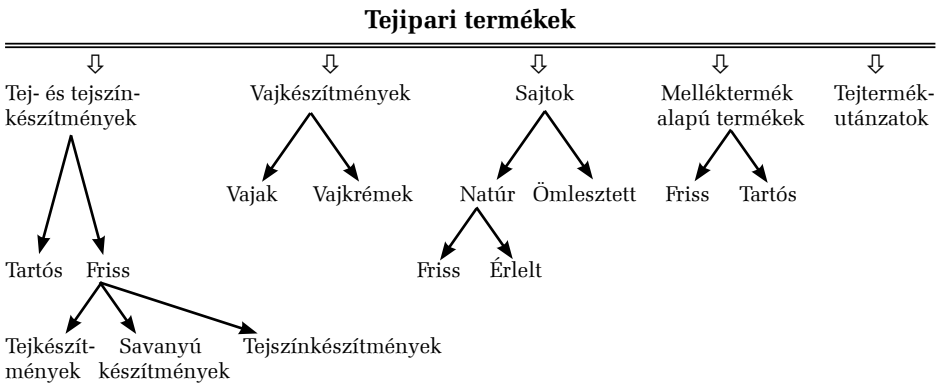 Tejipari termékek
Tej- és tejszín-
készítmények
Vajkészítmények
Sajtok
Melléktermék
alapú termékek
Tejtermék-
utánzatok
Vajak
Vajkrémek
Natúr
Ömlesztett
Friss
Tartós
Tartós
Friss
Friss
Érlelt
Tejkészít-
mények
Savanyú
készítmények
Tejszínkészítmények